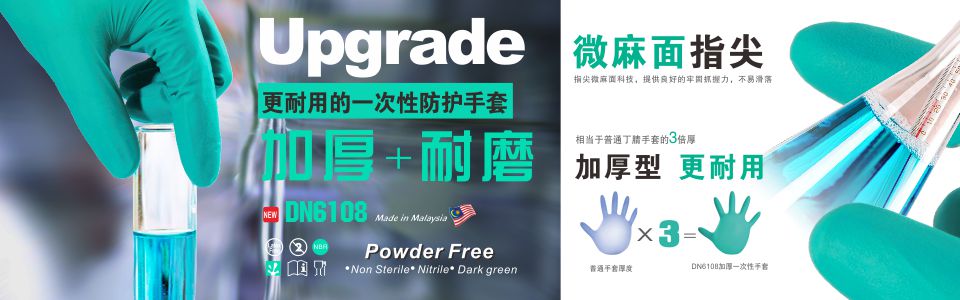 Upgrade
更耐用的一次性防护手套
加厚+耐磨
NEW DN6108 Made in Malaysia
NBR
Powder Free
•Non Sterile• Nitrile• Dark green
微麻面指尖
指尖微麻面科技，提供良好的牢固抓握力，不易滑落
相当于普通丁腈手套的3倍厚
加厚型 更耐用
X 3 =
普通手套厚度
DN6108加厚一次性手套